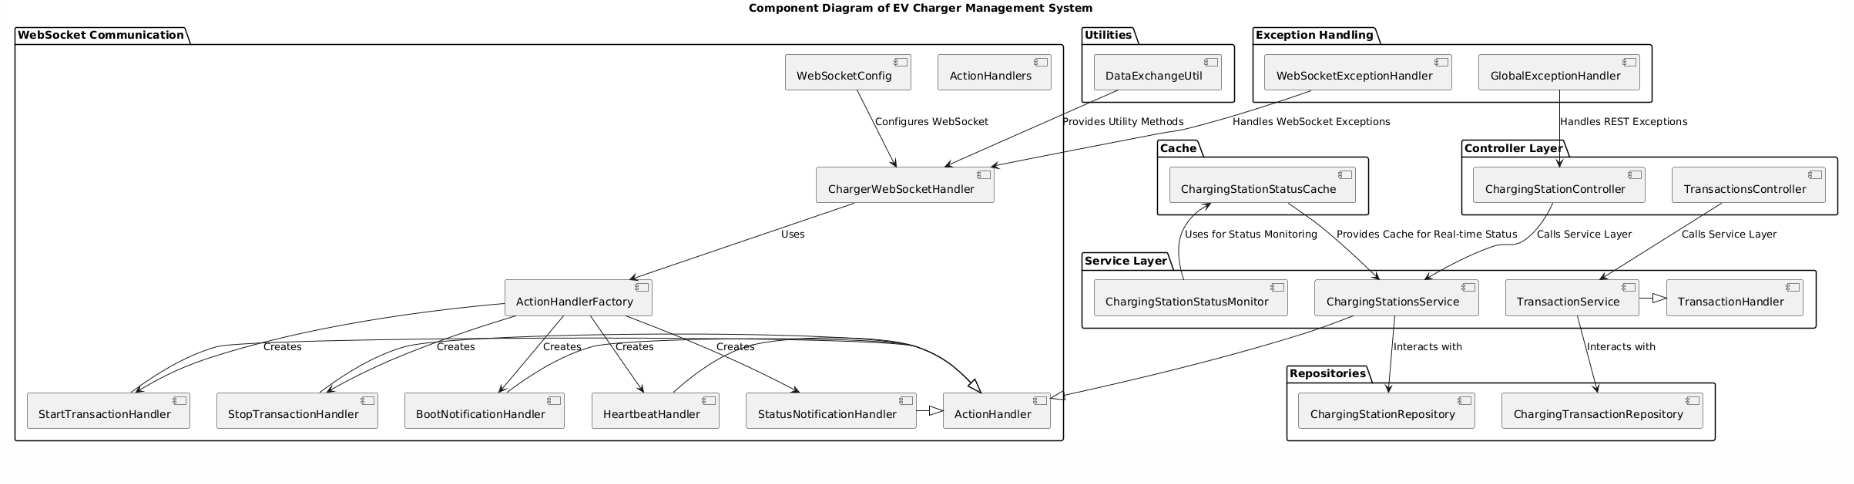 Component Diagram of EV Charger Management System
WebSocket Communication
Utilities
Exception Handling
WebSocketConfig
ActionHandlers
DataExchangeUtil
WebSocketExceptionHandler
GlobalExceptionHandler
Configures WebSocket
Provides Utility Methods
Handles WebSocket Exceptions
Handles REST Exceptions
Cache
Controller Layer
ChargerWebSocketHandler
ChargingStationStatusCache
ChargingStationController
TransactionsController
Uses
Uses for Status Monitoring
Provides Cache for Real-time Status
Calls Service Layer
Calls Service Layer
Service Layer
ActionHandlerFactory
ChargingStationStatusMonitor
ChargingStationsService
TransactionService
TransactionHandler
Creates
Creates
Creates
Creates
Creates
Interacts with
Interacts with
Repositories
StartTransactionHandler
StopTransactionHandler
BootNotificationHandler
HeartbeatHandler
StatusNotificationHandler
ActionHandler
ChargingStationRepository
ChargingTransactionRepository